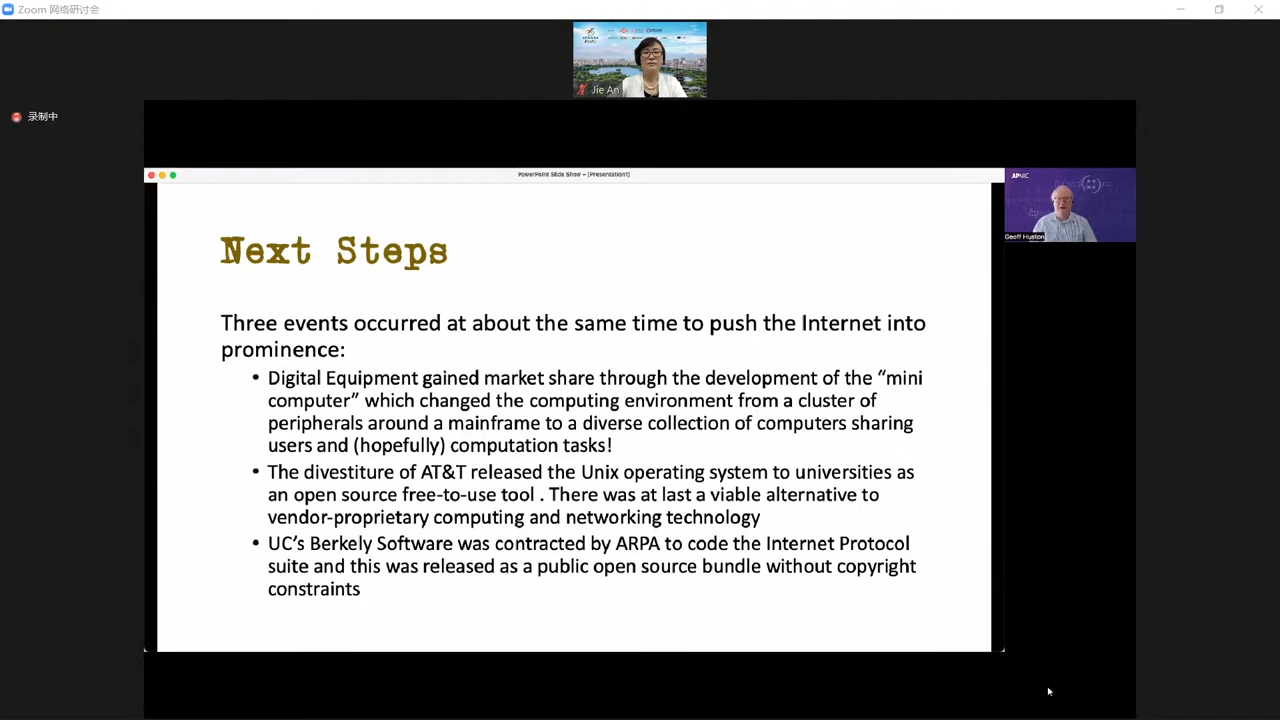 Zoom 网络研讨会
Jie An
录制中
PowerPoint Slide Show – [Presentation1]
APNIC
Geoff Huston
Next Steps
Three events occurred at about the same time to push the Internet into
prominence:
• Digital Equipment gained market share through the development of the “mini
computer” which changed the computing environment from a cluster of
peripherals around a mainframe to a diverse collection of computers sharing
users and (hopefully) computation tasks!
• The divestiture of AT&T released the Unix operating system to universities as
an open source free-to-use tool . There was at last a viable alternative to
vendor-proprietary computing and networking technology
• UC’s Berkely Software was contracted by ARPA to code the Internet Protocol
suite and this was released as a public open source bundle without copyright
constraints